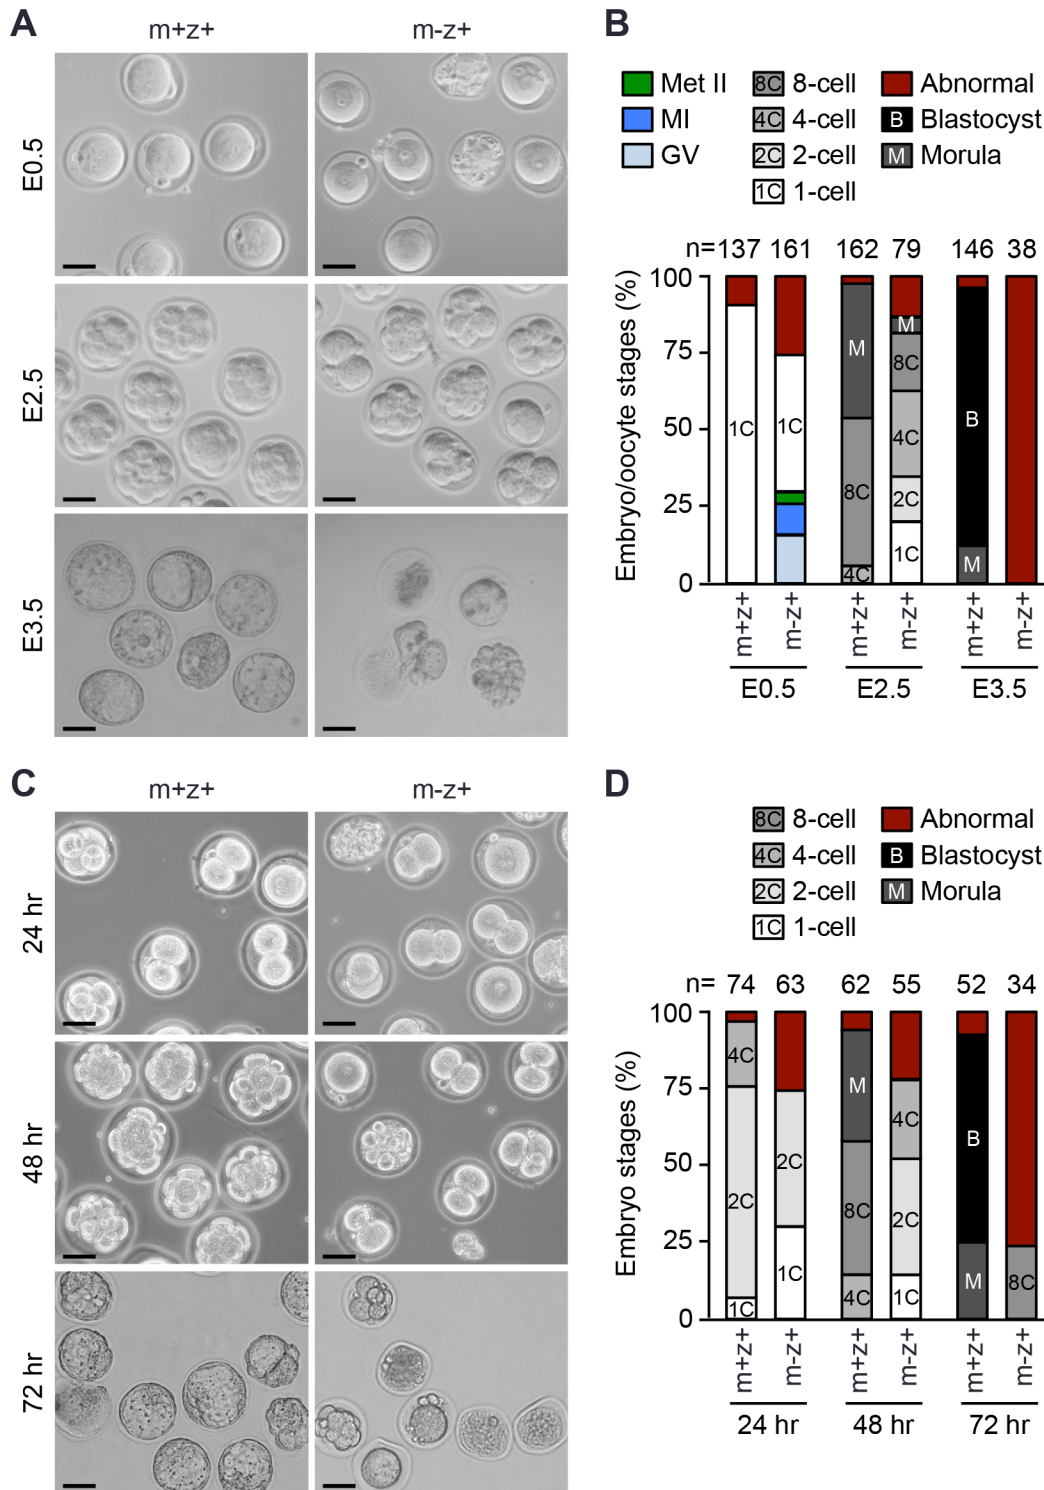 A
m+z+ m-z+
E0.5
E2.5
E3.5
B
Met II 8C 8-cell Abnormal
MI 4C 4-cell B Blastocyst
GV 2C 2-cell M Morula
1C 1-cell
n= 137 161 162 79 146 38
Embryo/oocyte stages (%)
100
75
50
25
0
1C
1C
M
8C
4C
M
8C
4C
2C
1C
B
M
m+z+ m-z+ m+z+ m-z+ m+z+ m-z+
E0.5 E2.5 E3.5
C
m+z+ m-z+
24 hr
48 hr
72 hr
D
8C 8-cell Abnormal
4C 4-cell B Blastocyst
2C 2-cell M Morula
1C 1-cell
n= 74 63 62 55 52 34
Embryo stages (%)
100
75
50
25
0
4C
2C
1C
2C
1C
M
8C
4C
4C
2C
1C
B
M
8C
m+z+ m-z+ m+z+ m-z+ m+z+ m-z+
24 hr 48 hr 72 hr